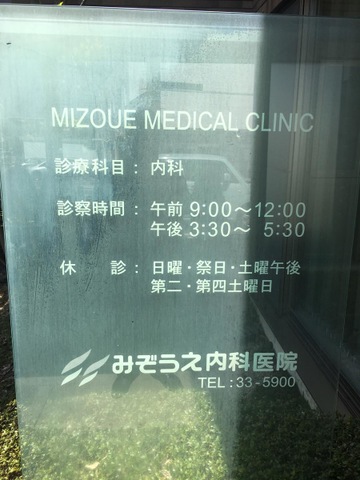 MIZOUE MEDICAL CLINIC
診療科目：内科
診察時間：午前 9:00～12:00
午後 3:30～ 5:30
休　診：日曜・祭日・土曜午後
第二・第四土曜日
みぞうえ内科医院
TEL:33-5900